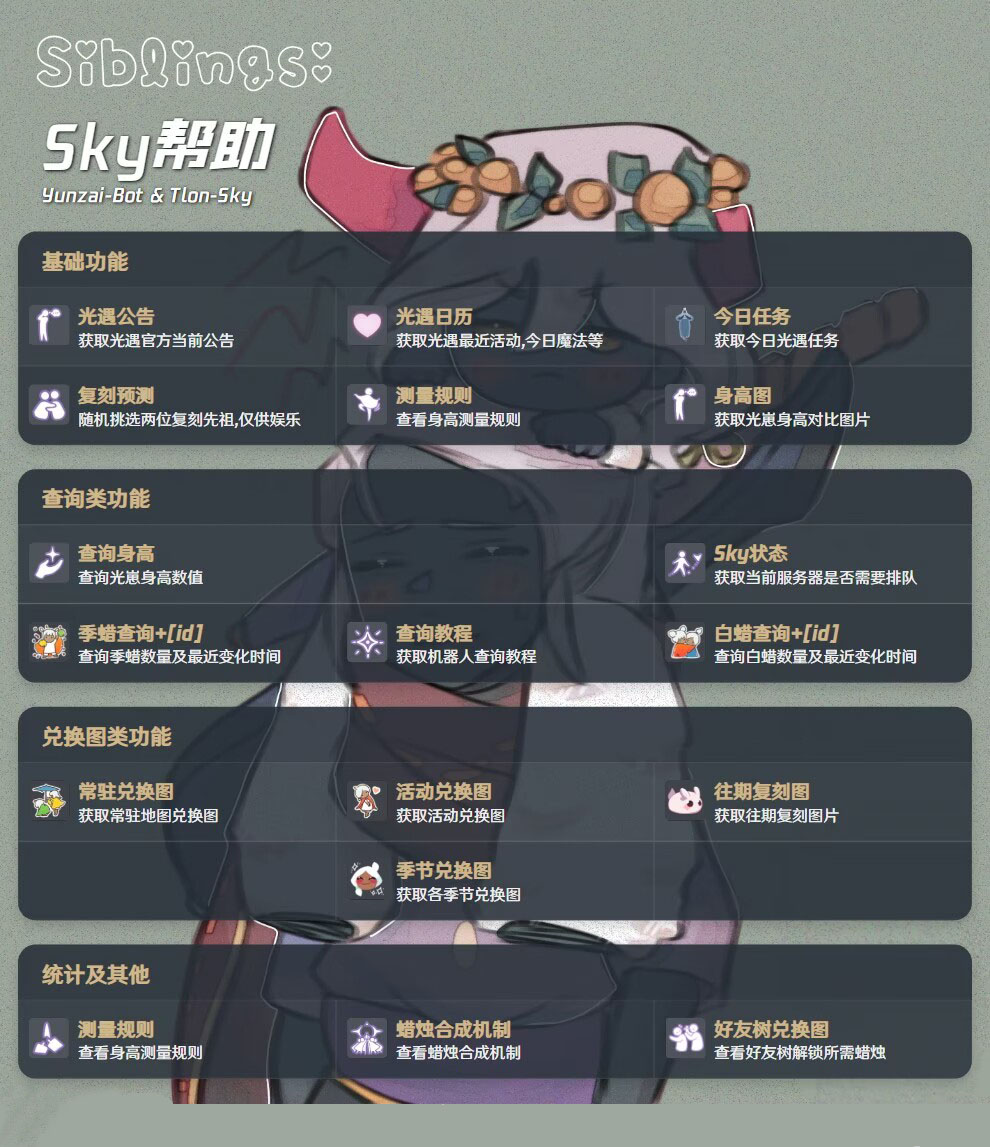 Siblings:
Sky帮助
Yunzai-Bot & Tlon-Sky
基础功能
光遇公告
获取光遇官方当前公告
光遇日历
获取光遇最近活动,今日魔法等
今日任务
获取今日光遇任务
复刻预测
随机挑选两位复刻先祖,仅供娱乐
测量规则
查看身高测量规则
身高图
获取光崽身高对比图片
查询类功能
查询身高
查询光崽身高数值
Sky状态
获取当前服务器是否需要排队
季蜡查询+[id]
查询季蜡数量及最近变化时间
查询教程
获取机器人查询教程
白蜡查询+[id]
查询白蜡数量及最近变化时间
兑换图类功能
常驻兑换图
获取常驻地图兑换图
活动兑换图
获取活动兑换图
往期复刻图
获取往期复刻图片
季节兑换图
获取各季节兑换图
统计及其他
测量规则
查看身高测量规则
蜡烛合成机制
查看蜡烛合成机制
好友树兑换图
查看好友树解锁所需蜡烛